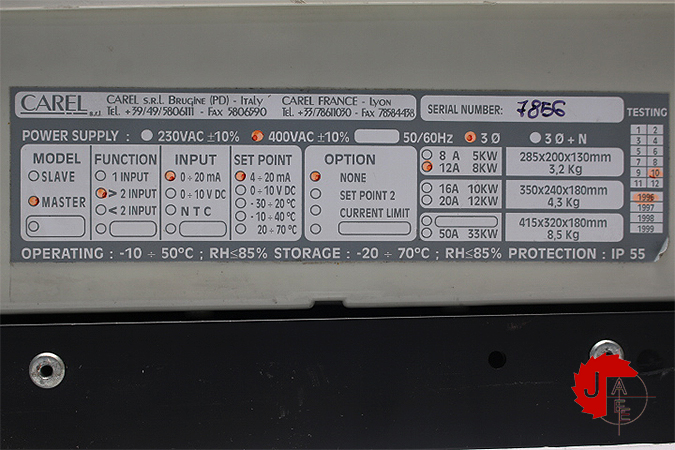 CAREL s.r.l.
CAREL S.R.L. BRUGINE (PD) - ITALY
TEL. +39/49/5806111 - FAX 5806590
CAREL FRANCE - LYON
TEL. +33/78611030 - FAX 78584438
SERIAL NUMBER: 7856
TESTING
1 2
3 4
5 6
7 8
9 10
11 12
1996
1997
1998
1999
POWER SUPPLY : 230VAC ±10% 400VAC ±10% 50/60Hz 3Ø 3Ø + N
MODEL
SLAVE
MASTER
FUNCTION
1 INPUT
> 2 INPUT
< 2 INPUT
INPUT
0 ÷ 20 mA
0 ÷ 10 V DC
N T C
SET POINT
4 ÷ 20 mA
0 ÷ 10 V DC
-30 ÷ -20°C
-10 ÷ 40°C
20 ÷ 70°C
OPTION
NONE
SET POINT 2
CURRENT LIMIT
8 A 5KW
12A 8KW
285x200x130mm
3,2 Kg
16A 10KW
20A 12KW
350x240x180mm
4,3 Kg
50A 33KW
415x320x180mm
8,5 Kg
OPERATING : -10 ÷ 50°C ; RH≤85% STORAGE : -20 ÷ 70°C ; RH≤85% PROTECTION : IP 55
JAEE